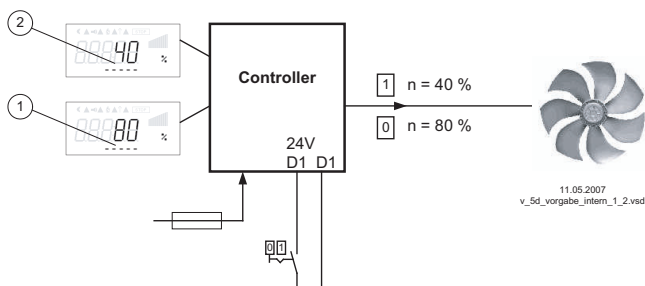 2
40
%
1
80
%
Controller
24V
D1 D1
1 n = 40 %
0 n = 80 %
0 1
11.05.2007
v_5d_vorgabe_intern_1_2.vsd